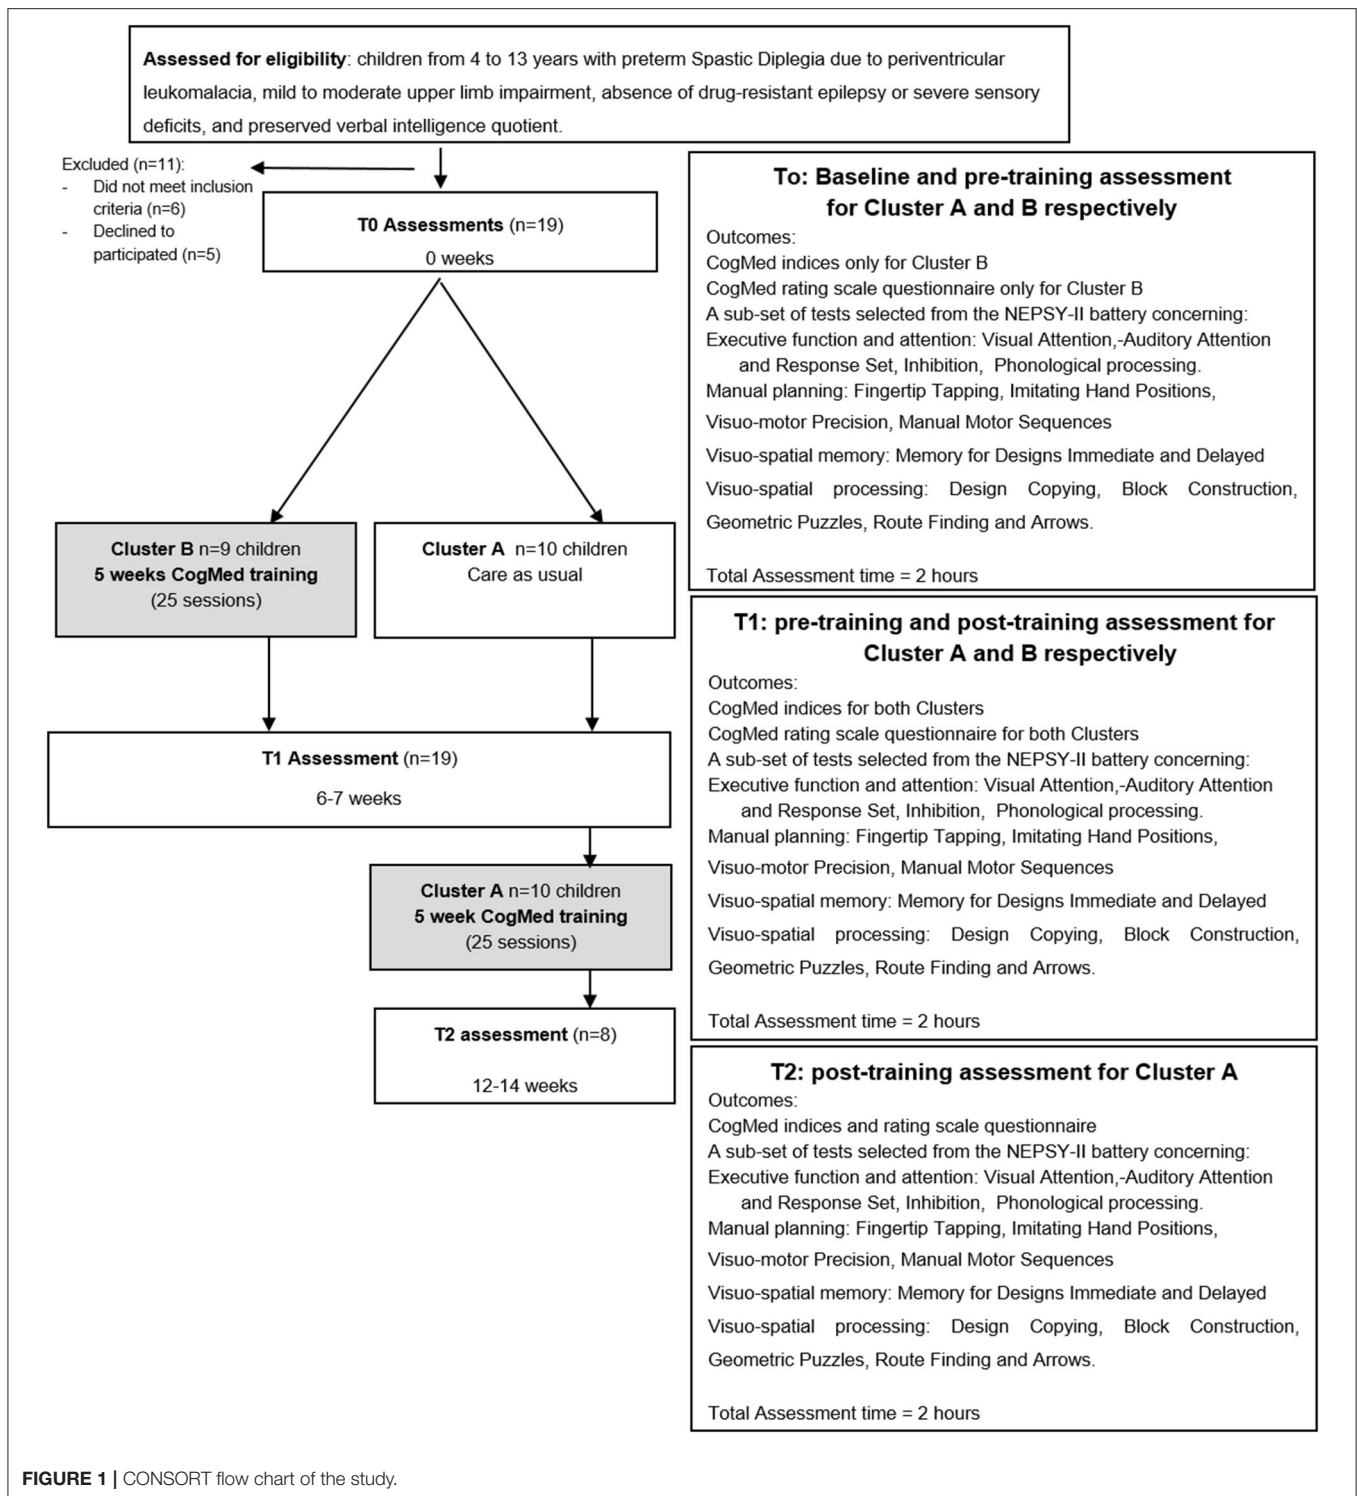 Assessed for eligibility: children from 4 to 13 years with preterm Spastic Diplegia due to periventricular
leukomalacia, mild to moderate upper limb impairment, absence of drug-resistant epilepsy or severe sensory
deficits, and preserved verbal intelligence quotient.
Excluded (n=11):
- Did not meet inclusion
criteria (n=6)
- Declined to
participated (n=5)
T0 Assessments (n=19)
0 weeks
Cluster B n=9 children
5 weeks CogMed training
(25 sessions)
Cluster A n=10 children
Care as usual
T1 Assessment (n=19)
6-7 weeks
Cluster A n=10 children
5 week CogMed training
(25 sessions)
T2 assessment (n=8)
12-14 weeks
To: Baseline and pre-training assessment
for Cluster A and B respectively
Outcomes:
CogMed indices only for Cluster B
CogMed rating scale questionnaire only for Cluster B
A sub-set of tests selected from the NEPSY-II battery concerning:
Executive function and attention: Visual Attention,-Auditory Attention
and Response Set, Inhibition, Phonological processing.
Manual planning: Fingertip Tapping, Imitating Hand Positions,
Visuo-motor Precision, Manual Motor Sequences
Visuo-spatial memory: Memory for Designs Immediate and Delayed
Visuo-spatial processing: Design Copying, Block Construction,
Geometric Puzzles, Route Finding and Arrows.
Total Assessment time = 2 hours
T1: pre-training and post-training assessment for
Cluster A and B respectively
Outcomes:
CogMed indices for both Clusters
CogMed rating scale questionnaire for both Clusters
A sub-set of tests selected from the NEPSY-II battery concerning:
Executive function and attention: Visual Attention,-Auditory Attention
and Response Set, Inhibition, Phonological processing.
Manual planning: Fingertip Tapping, Imitating Hand Positions,
Visuo-motor Precision, Manual Motor Sequences
Visuo-spatial memory: Memory for Designs Immediate and Delayed
Visuo-spatial processing: Design Copying, Block Construction,
Geometric Puzzles, Route Finding and Arrows.
Total Assessment time = 2 hours
T2: post-training assessment for Cluster A
Outcomes:
CogMed indices and rating scale questionnaire
A sub-set of tests selected from the NEPSY-II battery concerning:
Executive function and attention: Visual Attention,-Auditory Attention
and Response Set, Inhibition, Phonological processing.
Manual planning: Fingertip Tapping, Imitating Hand Positions,
Visuo-motor Precision, Manual Motor Sequences
Visuo-spatial memory: Memory for Designs Immediate and Delayed
Visuo-spatial processing: Design Copying, Block Construction,
Geometric Puzzles, Route Finding and Arrows.
Total Assessment time = 2 hours
FIGURE 1 | CONSORT flow chart of the study.